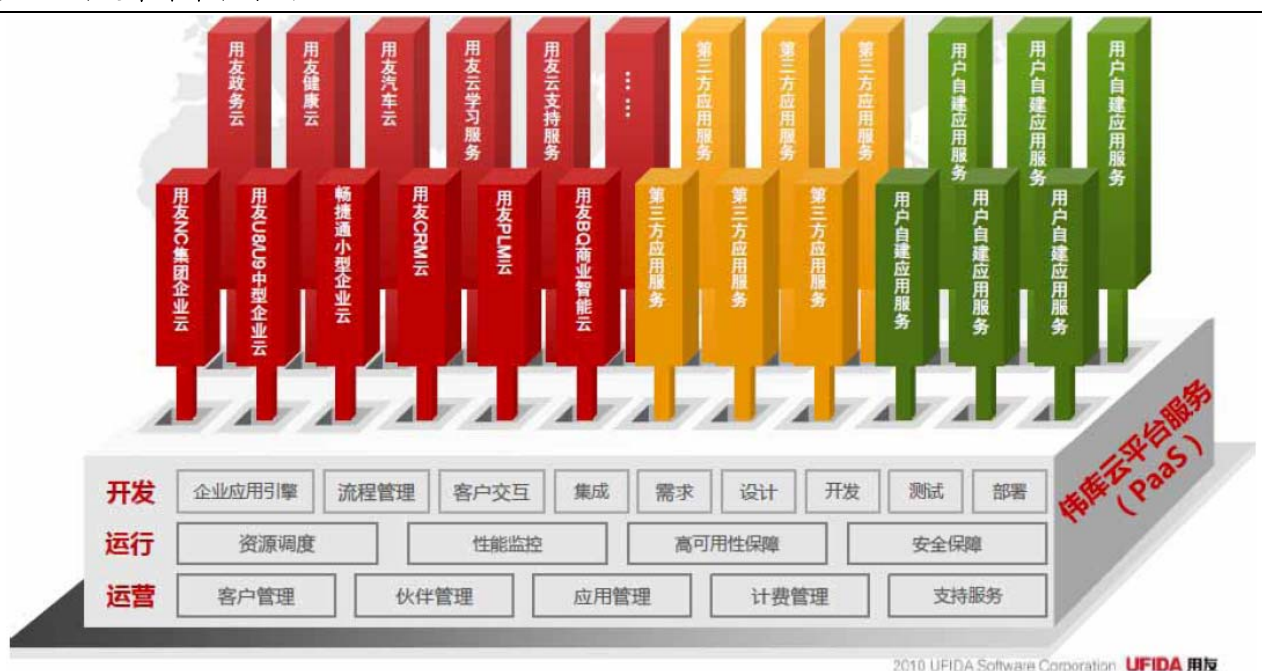 用友政务云
用友健康云
用友汽车云
用友云学习服务
用友云支持服务
……
第三方应用服务
第三方应用服务
第三方应用服务
用户自建应用服务
用户自建应用服务
用户自建应用服务
用友NC集团企业云
用友U8/U9中型企业云
畅捷通小型企业云
用友CRM云
用友PLM云
用友BQ商业智能云
第三方应用服务
第三方应用服务
第三方应用服务
用户自建应用服务
用户自建应用服务
用户自建应用服务
开发 企业应用引擎 流程管理 客户交互 集成 需求 设计 开发 测试 部署
运行 资源调度 性能监控 高可用性保障 安全保障
运营 客户管理 伙伴管理 应用管理 计费管理 支持服务
伟库云平台服务
(PaaS)
2010 UFIDA Software Corporation UFIDA 用友